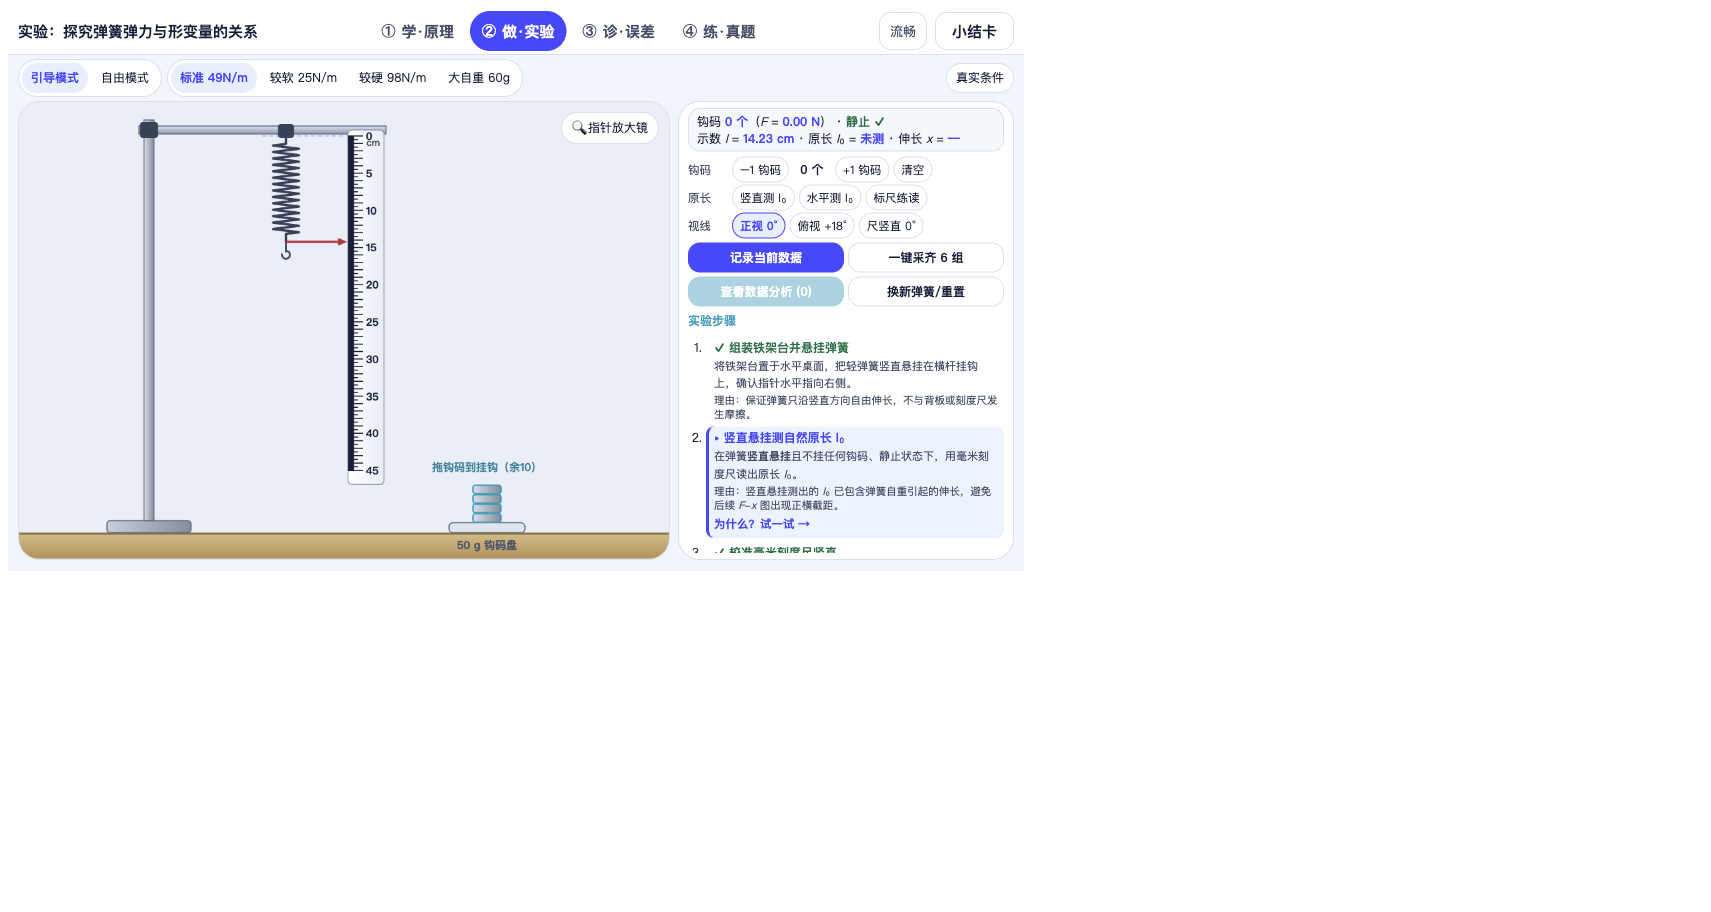 实验：探究弹簧弹力与形变量的关系
① 学·原理
② 做·实验
③ 诊·误差
④ 练·真题
流畅
小结卡
引导模式
自由模式
标准 49N/m
较软 25N/m
较硬 98N/m
大自重 60g
真实条件
🔍指针放大镜
0
cm
5
10
15
20
25
30
35
40
45
拖钩码到挂钩（余10）
50 g 钩码盘
钩码 0 个（F = 0.00 N） · 静止 ✓
示数 l = 14.23 cm · 原长 l₀ = 未测 · 伸长 x = —
钩码 −1 钩码 0 个 +1 钩码 清空
原长 竖直测 l₀ 水平测 l₀ 标尺练读
视线 正视 0° 俯视 +18° 尺竖直 0°
记录当前数据 一键采齐 6 组
查看数据分析 (0) 换新弹簧/重置
实验步骤
1. ✓ 组装铁架台并悬挂弹簧
将铁架台置于水平桌面，把轻弹簧竖直悬挂在横杆挂钩
上，确认指针水平指向右侧。
理由：保证弹簧只沿竖直方向自由伸长，不与背板或刻度尺发
生摩擦。
2. ▸ 竖直悬挂测自然原长 l₀
在弹簧竖直悬挂且不挂任何钩码、静止状态下，用毫米刻
度尺读出原长 l₀。
理由：竖直悬挂测出的 l₀ 已包含弹簧自重引起的伸长，避免
后续 F–x 图出现正横截距。
为什么？试一试 →
3. ✓ 校准毫米刻度尺竖直